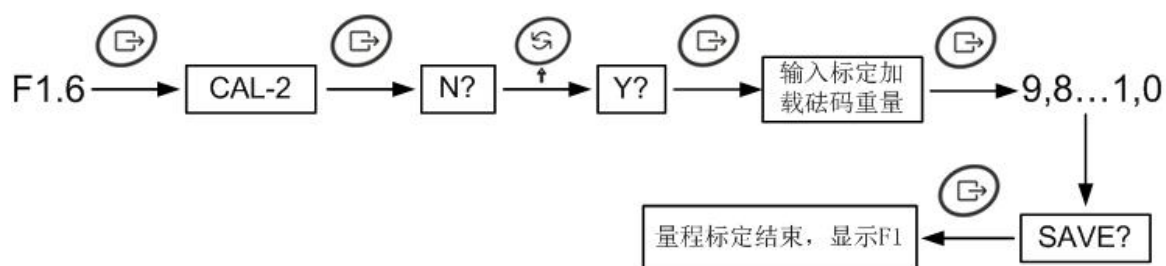 F1.6
CAL-2
N?
Y?
输入标定加
载砝码重量
9,8...1,0
SAVE?
量程标定结束，显示F1